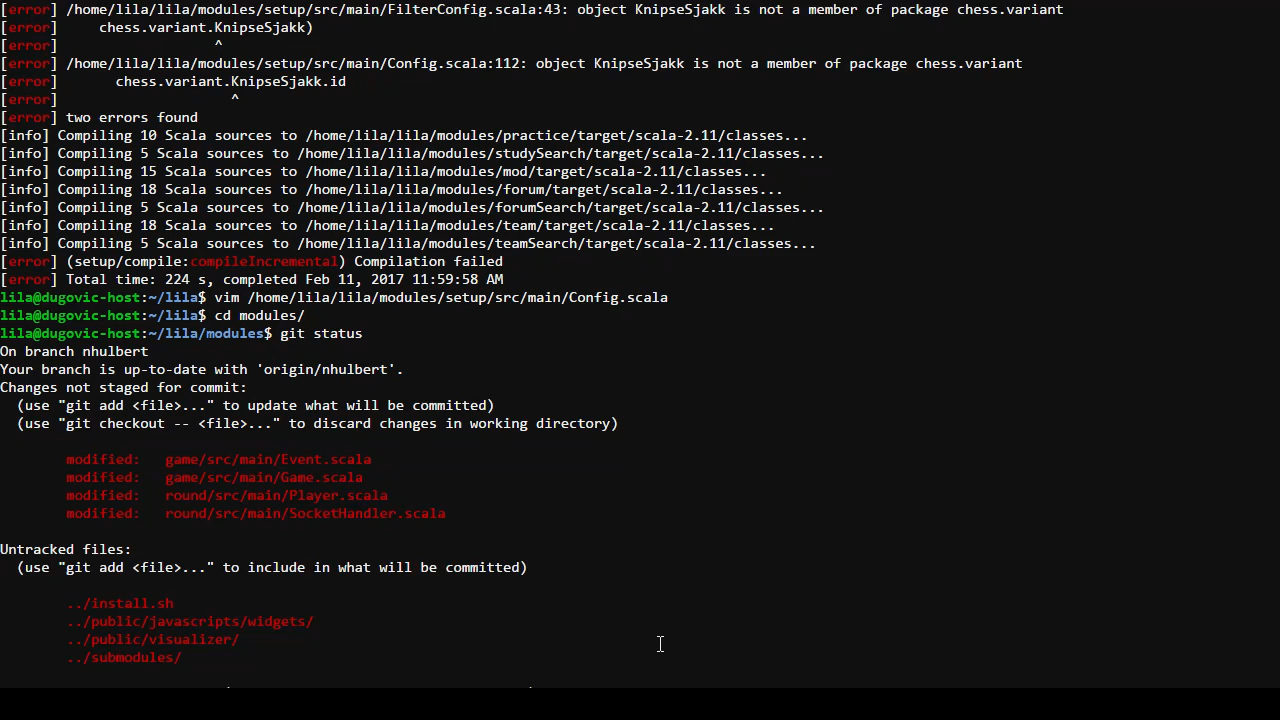 [error] /home/lila/lila/modules/setup/src/main/FilterConfig.scala:43: object KnipseSjakk is not a member of package chess.variant
[error]     chess.variant.KnipseSjakk)
[error]                   ^
[error] /home/lila/lila/modules/setup/src/main/Config.scala:112: object KnipseSjakk is not a member of package chess.variant
[error]       chess.variant.KnipseSjakk.id
[error]                     ^
[error] two errors found
[info] Compiling 10 Scala sources to /home/lila/lila/modules/practice/target/scala-2.11/classes...
[info] Compiling 5 Scala sources to /home/lila/lila/modules/studySearch/target/scala-2.11/classes...
[info] Compiling 15 Scala sources to /home/lila/lila/modules/mod/target/scala-2.11/classes...
[info] Compiling 18 Scala sources to /home/lila/lila/modules/forum/target/scala-2.11/classes...
[info] Compiling 5 Scala sources to /home/lila/lila/modules/forumSearch/target/scala-2.11/classes...
[info] Compiling 18 Scala sources to /home/lila/lila/modules/team/target/scala-2.11/classes...
[info] Compiling 5 Scala sources to /home/lila/lila/modules/teamSearch/target/scala-2.11/classes...
[error] (setup/compile:compileIncremental) Compilation failed
[error] Total time: 224 s, completed Feb 11, 2017 11:59:58 AM
lila@dugovic-host:~/lila$ vim /home/lila/lila/modules/setup/src/main/Config.scala
lila@dugovic-host:~/lila$ cd modules/
lila@dugovic-host:~/lila/modules$ git status
On branch nhulbert
Your branch is up-to-date with 'origin/nhulbert'.
Changes not staged for commit:
  (use "git add <file>..." to update what will be committed)
  (use "git checkout -- <file>..." to discard changes in working directory)
        modified:   game/src/main/Event.scala
        modified:   game/src/main/Game.scala
        modified:   round/src/main/Player.scala
        modified:   round/src/main/SocketHandler.scala
Untracked files:
  (use "git add <file>..." to include in what will be committed)
        ../install.sh
        ../public/javascripts/widgets/
        ../public/visualizer/
        ../submodules/